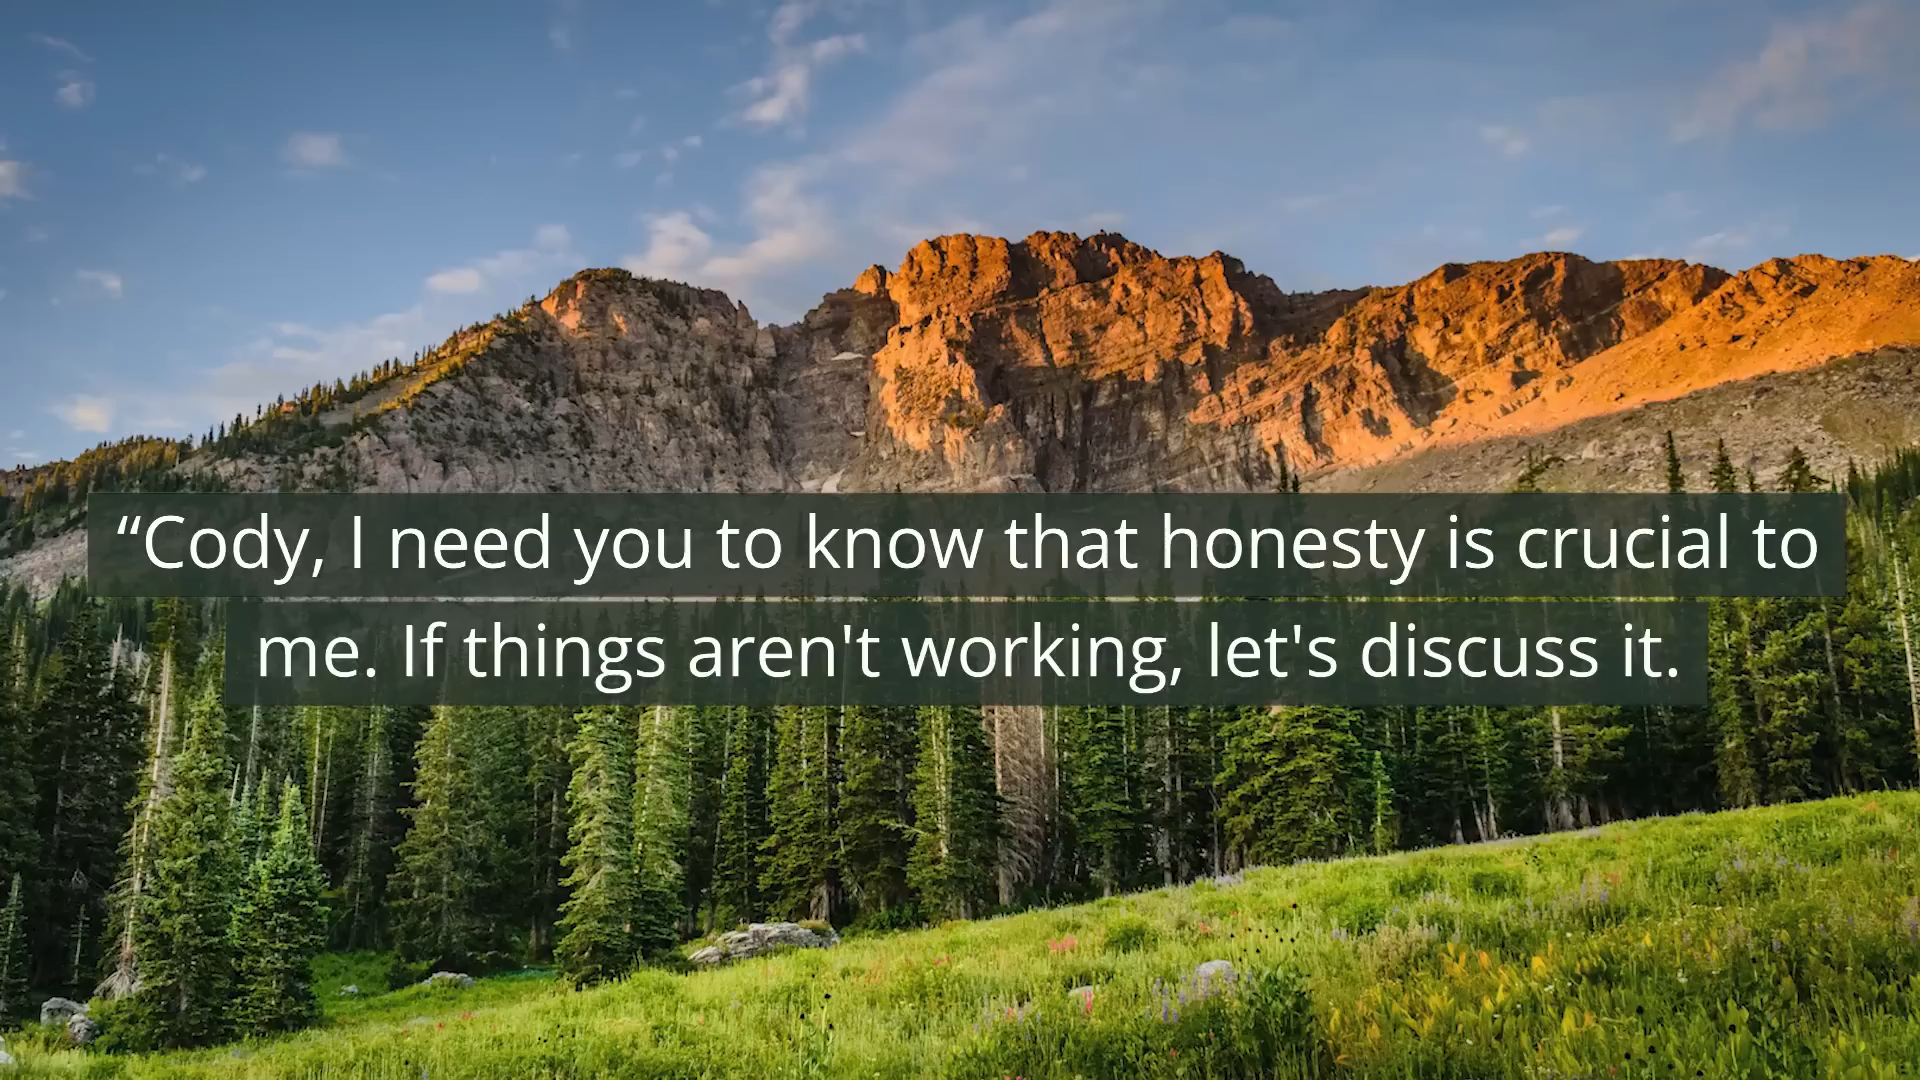 “Cody, I need you to know that honesty is crucial to
me. If things aren't working, let's discuss it.